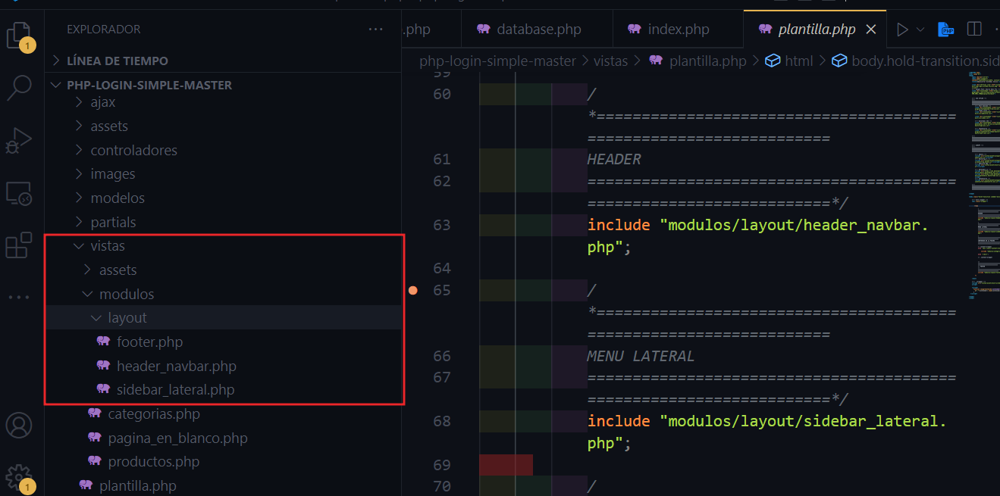 1
EXPLORADOR
...
LÍNEA DE TIEMPO
PHP-LOGIN-SIMPLE-MASTER
ajax
assets
controladores
images
modelos
partials
vistas
assets
modulos
layout
footer.php
header_navbar.php
sidebar_lateral.php
categorias.php
pagina_en_blanco.php
productos.php
plantilla.php
1
.php
database.php
index.php
plantilla.php
php-login-simple-master > vistas > plantilla.php > html > body.hold-transition.sid
59
60 /
*========================================
===========================
61 HEADER
62 =========================================
===========================*/
63 include "modulos/layout/header_navbar.
php";
64
65 /
*========================================
===========================
66 MENU LATERAL
67 =========================================
===========================*/
68 include "modulos/layout/sidebar_lateral.
php";
69
70 /